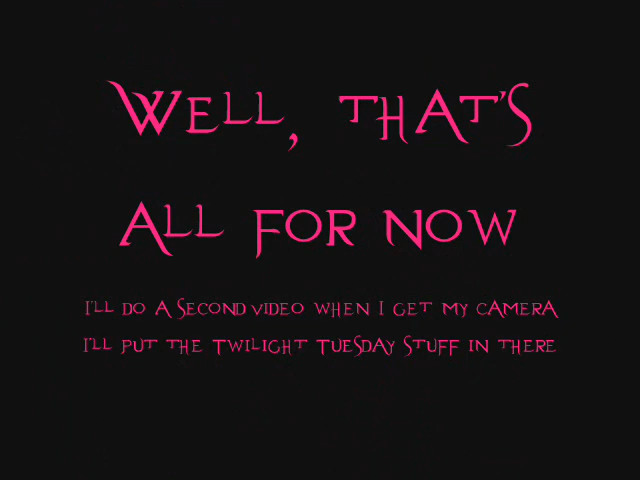 Well, that's
All for now
I'll do a second video when I get my camera
I'll put the Twilight Tuesday Stuff in there